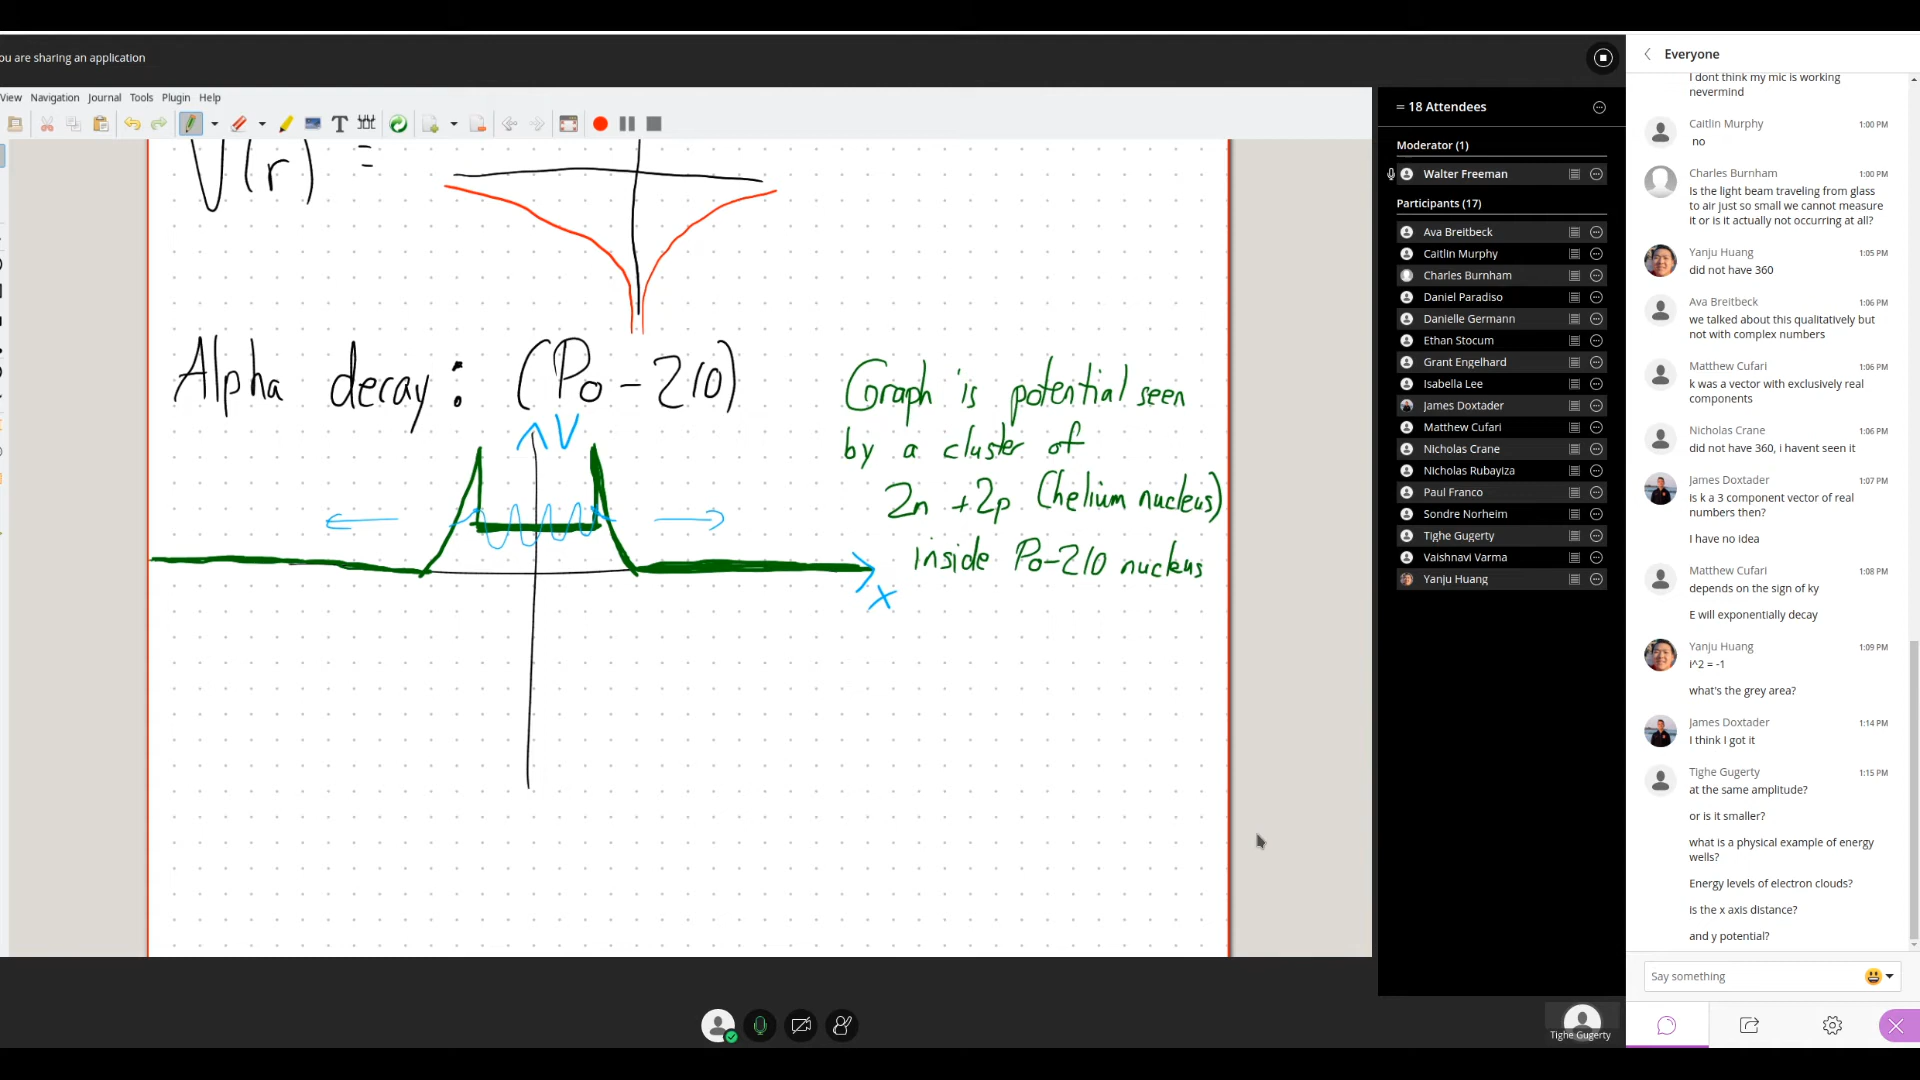 ou are sharing an application
View Navigation Journal Tools Plugin Help
V(r) =
Alpha decay: (Po-210)
V
x
Graph is potential seen
by a cluster of
2n + 2p (helium nucleus)
inside Po-210 nucleus
18 Attendees
Moderator (1)
Walter Freeman
Participants (17)
Ava Breitbeck
Caitlin Murphy
Charles Burnham
Daniel Paradiso
Danielle Germann
Ethan Stocum
Grant Engelhard
Isabella Lee
James Doxtader
Matthew Cufari
Nicholas Crane
Nicholas Rubayiza
Paul Franco
Sondre Norheim
Tighe Gugerty
Vaishnavi Varma
Yanju Huang
Tighe Gugerty
Everyone
I dont think my mic is working
nevermind
Caitlin Murphy 1:00 PM
no
Charles Burnham 1:00 PM
Is the light beam traveling from glass
to air just so small we cannot measure
it or is it actually not occurring at all?
Yanju Huang 1:05 PM
did not have 360
Ava Breitbeck 1:06 PM
we talked about this qualitatively but
not with complex numbers
Matthew Cufari 1:06 PM
k was a vector with exclusively real
components
Nicholas Crane 1:06 PM
did not have 360, i havent seen it
James Doxtader 1:07 PM
is k a 3 component vector of real
numbers then?
I have no idea
Matthew Cufari 1:08 PM
depends on the sign of ky
E will exponentially decay
Yanju Huang 1:09 PM
i^2 = -1
what's the grey area?
James Doxtader 1:14 PM
I think I got it
Tighe Gugerty 1:15 PM
at the same amplitude?
or is it smaller?
what is a physical example of energy
wells?
Energy levels of electron clouds?
is the x axis distance?
and y potential?
Say something